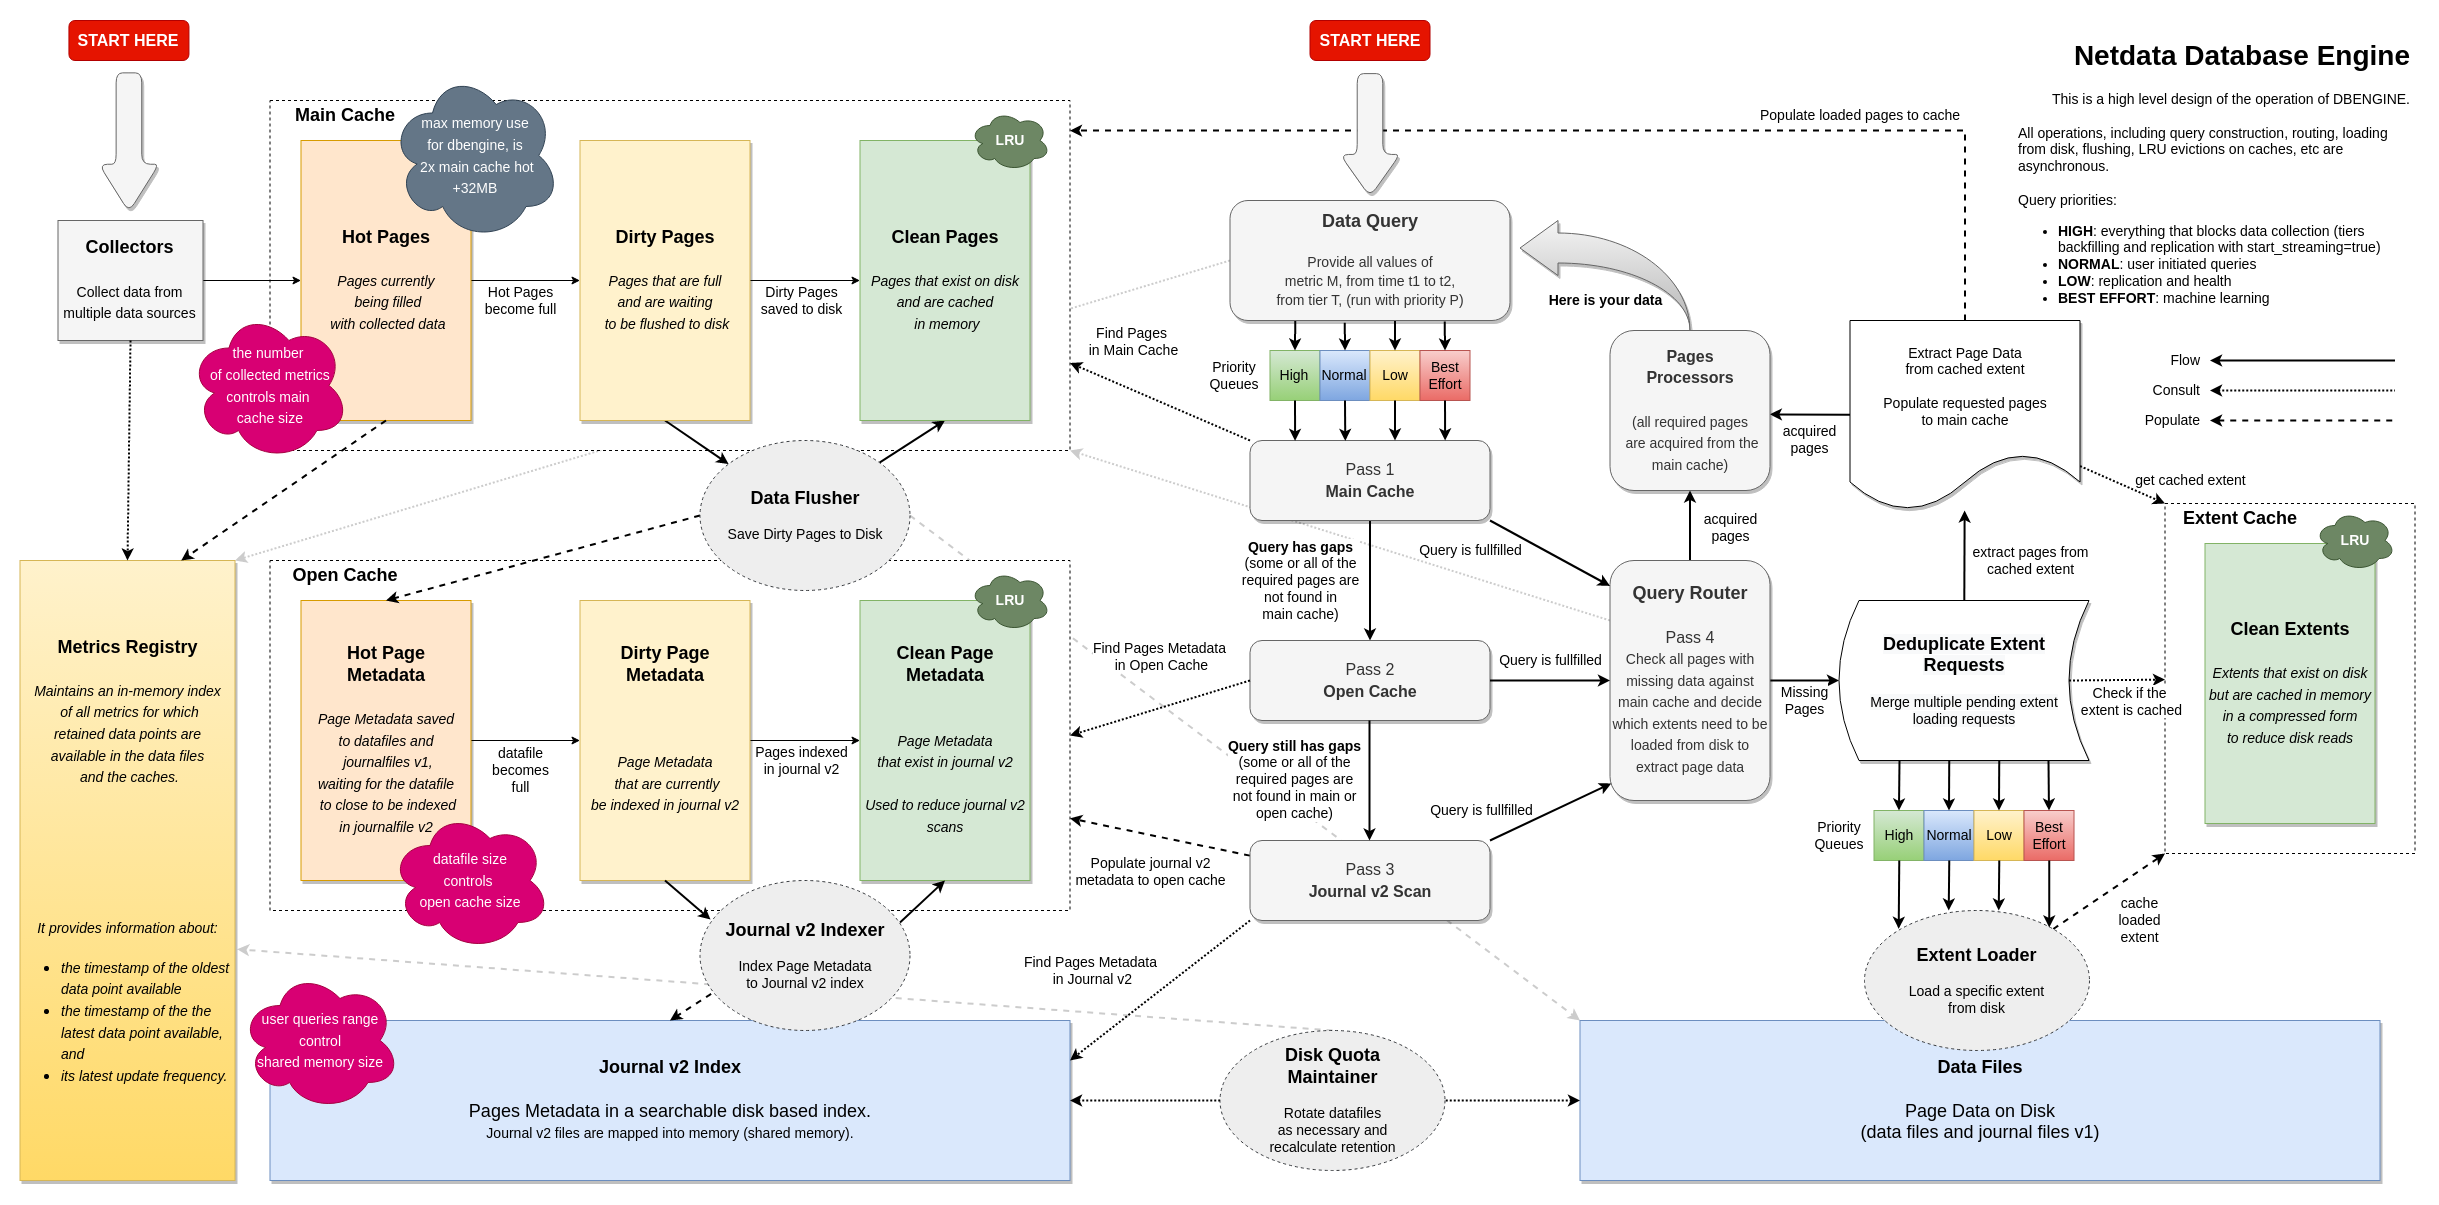 START HERE
START HERE
Netdata Database Engine
This is a high level design of the operation of DBENGINE.
All operations, including query construction, routing, loading
from disk, flushing, LRU evictions on caches, etc are
asynchronous.
Query priorities:
• HIGH: everything that blocks data collection (tiers
backfilling and replication with start_streaming=true)
• NORMAL: user initiated queries
• LOW: replication and health
• BEST EFFORT: machine learning
Flow
Consult
Populate
Collectors
Collect data from
multiple data sources
the number
of collected metrics
controls main
cache size
Main Cache
max memory use
for dbengine, is
2x main cache hot
+32MB
LRU
Hot Pages
Pages currently
being filled
with collected data
Hot Pages
become full
Dirty Pages
Pages that are full
and are waiting
to be flushed to disk
Dirty Pages
saved to disk
Clean Pages
Pages that exist on disk
and are cached
in memory
Data Flusher
Save Dirty Pages to Disk
Metrics Registry
Maintains an in-memory index
of all metrics for which
retained data points are
available in the data files
and the caches.
It provides information about:
• the timestamp of the oldest
data point available
• the timestamp of the the
latest data point available,
and
• its latest update frequency.
Open Cache
LRU
Hot Page
Metadata
Page Metadata saved
to datafiles and
journalfiles v1,
waiting for the datafile
to close to be indexed
in journalfile v2
datafile
becomes
full
Dirty Page
Metadata
Page Metadata
that are currently
be indexed in journal v2
Pages indexed
in journal v2
Clean Page
Metadata
Page Metadata
that exist in journal v2
Used to reduce journal v2
scans
datafile size
controls
open cache size
Journal v2 Indexer
Index Page Metadata
to Journal v2 index
user queries range
control
shared memory size
Journal v2 Index
Pages Metadata in a searchable disk based index.
Journal v2 files are mapped into memory (shared memory).
Data Query
Provide all values of
metric M, from time t1 to t2,
from tier T, (run with priority P)
Priority
Queues
High
Normal
Low
Best
Effort
Find Pages
in Main Cache
Pass 1
Main Cache
Query has gaps
(some or all of the
required pages are
not found in
main cache)
Query is fullfilled
Find Pages Metadata
in Open Cache
Pass 2
Open Cache
Query is fullfilled
Query still has gaps
(some or all of the
required pages are
not found in main or
open cache)
Query is fullfilled
Populate journal v2
metadata to open cache
Pass 3
Journal v2 Scan
Find Pages Metadata
in Journal v2
Disk Quota
Maintainer
Rotate datafiles
as necessary and
recalculate retention
Here is your data
Pages
Processors
(all required pages
are acquired from the
main cache)
acquired
pages
Query Router
Pass 4
Check all pages with
missing data against
main cache and decide
which extents need to be
loaded from disk to
extract page data
Missing
Pages
Populate loaded pages to cache
Extract Page Data
from cached extent
Populate requested pages
to main cache
acquired
pages
get cached extent
extract pages from
cached extent
Deduplicate Extent
Requests
Merge multiple pending extent
loading requests
Check if the
extent is cached
Priority
Queues
High
Normal
Low
Best
Effort
Extent Cache
LRU
Clean Extents
Extents that exist on disk
but are cached in memory
in a compressed form
to reduce disk reads
cache
loaded
extent
Extent Loader
Load a specific extent
from disk
Data Files
Page Data on Disk
(data files and journal files v1)